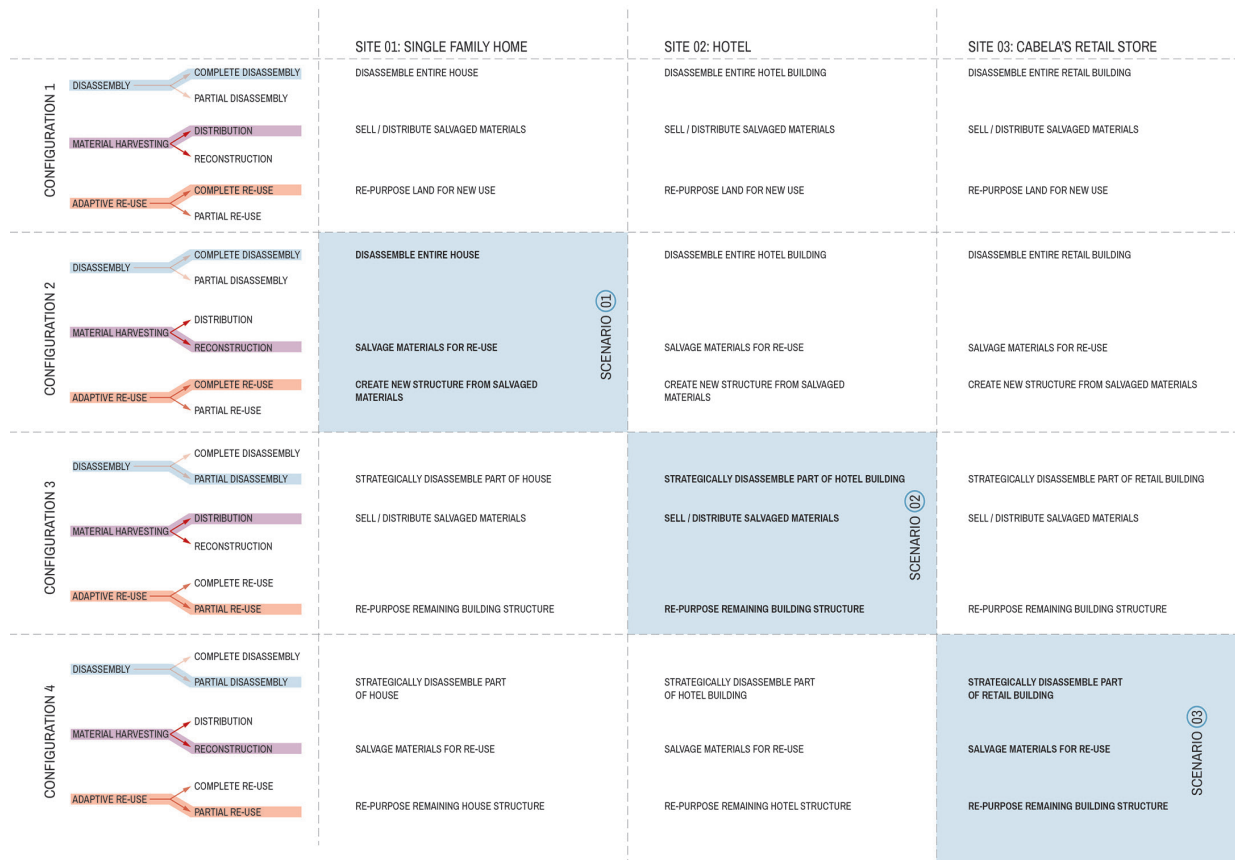 SITE 01: SINGLE FAMILY HOME
SITE 02: HOTEL
SITE 03: CABELA'S RETAIL STORE
CONFIGURATION 1
DISASSEMBLY
COMPLETE DISASSEMBLY
PARTIAL DISASSEMBLY
DISASSEMBLE ENTIRE HOUSE
DISASSEMBLE ENTIRE HOTEL BUILDING
DISASSEMBLE ENTIRE RETAIL BUILDING
MATERIAL HARVESTING
DISTRIBUTION
RECONSTRUCTION
SELL / DISTRIBUTE SALVAGED MATERIALS
SELL / DISTRIBUTE SALVAGED MATERIALS
SELL / DISTRIBUTE SALVAGED MATERIALS
ADAPTIVE RE-USE
COMPLETE RE-USE
PARTIAL RE-USE
RE-PURPOSE LAND FOR NEW USE
RE-PURPOSE LAND FOR NEW USE
RE-PURPOSE LAND FOR NEW USE
CONFIGURATION 2
DISASSEMBLY
COMPLETE DISASSEMBLY
PARTIAL DISASSEMBLY
DISASSEMBLE ENTIRE HOUSE
DISASSEMBLE ENTIRE HOTEL BUILDING
DISASSEMBLE ENTIRE RETAIL BUILDING
MATERIAL HARVESTING
DISTRIBUTION
RECONSTRUCTION
SALVAGE MATERIALS FOR RE-USE
SCENARIO 01
SALVAGE MATERIALS FOR RE-USE
SALVAGE MATERIALS FOR RE-USE
ADAPTIVE RE-USE
COMPLETE RE-USE
PARTIAL RE-USE
CREATE NEW STRUCTURE FROM SALVAGED
MATERIALS
CREATE NEW STRUCTURE FROM SALVAGED
MATERIALS
CREATE NEW STRUCTURE FROM SALVAGED MATERIALS
CONFIGURATION 3
DISASSEMBLY
COMPLETE DISASSEMBLY
PARTIAL DISASSEMBLY
STRATEGICALLY DISASSEMBLE PART OF HOUSE
STRATEGICALLY DISASSEMBLE PART OF HOTEL BUILDING
STRATEGICALLY DISASSEMBLE PART OF RETAIL BUILDING
MATERIAL HARVESTING
DISTRIBUTION
RECONSTRUCTION
SELL / DISTRIBUTE SALVAGED MATERIALS
SELL / DISTRIBUTE SALVAGED MATERIALS
SCENARIO 02
SELL / DISTRIBUTE SALVAGED MATERIALS
ADAPTIVE RE-USE
COMPLETE RE-USE
PARTIAL RE-USE
RE-PURPOSE REMAINING BUILDING STRUCTURE
RE-PURPOSE REMAINING BUILDING STRUCTURE
RE-PURPOSE REMAINING BUILDING STRUCTURE
CONFIGURATION 4
DISASSEMBLY
COMPLETE DISASSEMBLY
PARTIAL DISASSEMBLY
STRATEGICALLY DISASSEMBLE PART
OF HOUSE
STRATEGICALLY DISASSEMBLE PART
OF HOTEL BUILDING
STRATEGICALLY DISASSEMBLE PART
OF RETAIL BUILDING
MATERIAL HARVESTING
DISTRIBUTION
RECONSTRUCTION
SALVAGE MATERIALS FOR RE-USE
SALVAGE MATERIALS FOR RE-USE
SALVAGE MATERIALS FOR RE-USE
SCENARIO 03
ADAPTIVE RE-USE
COMPLETE RE-USE
PARTIAL RE-USE
RE-PURPOSE REMAINING HOUSE STRUCTURE
RE-PURPOSE REMAINING HOTEL STRUCTURE
RE-PURPOSE REMAINING BUILDING STRUCTURE